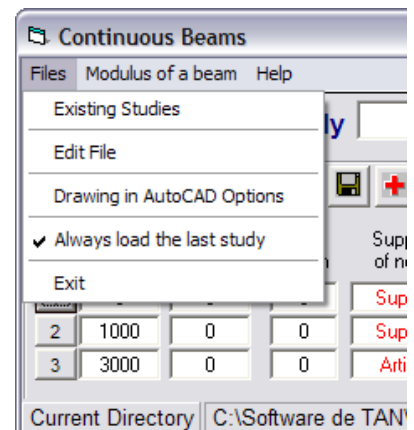 Continuous Beams
Files Modulus of a beam Help
Existing Studies
Edit File
Drawing in AutoCAD Options
Always load the last study
Exit
2 1000 0 0
3 3000 0 0
Current Directory C:\Software de